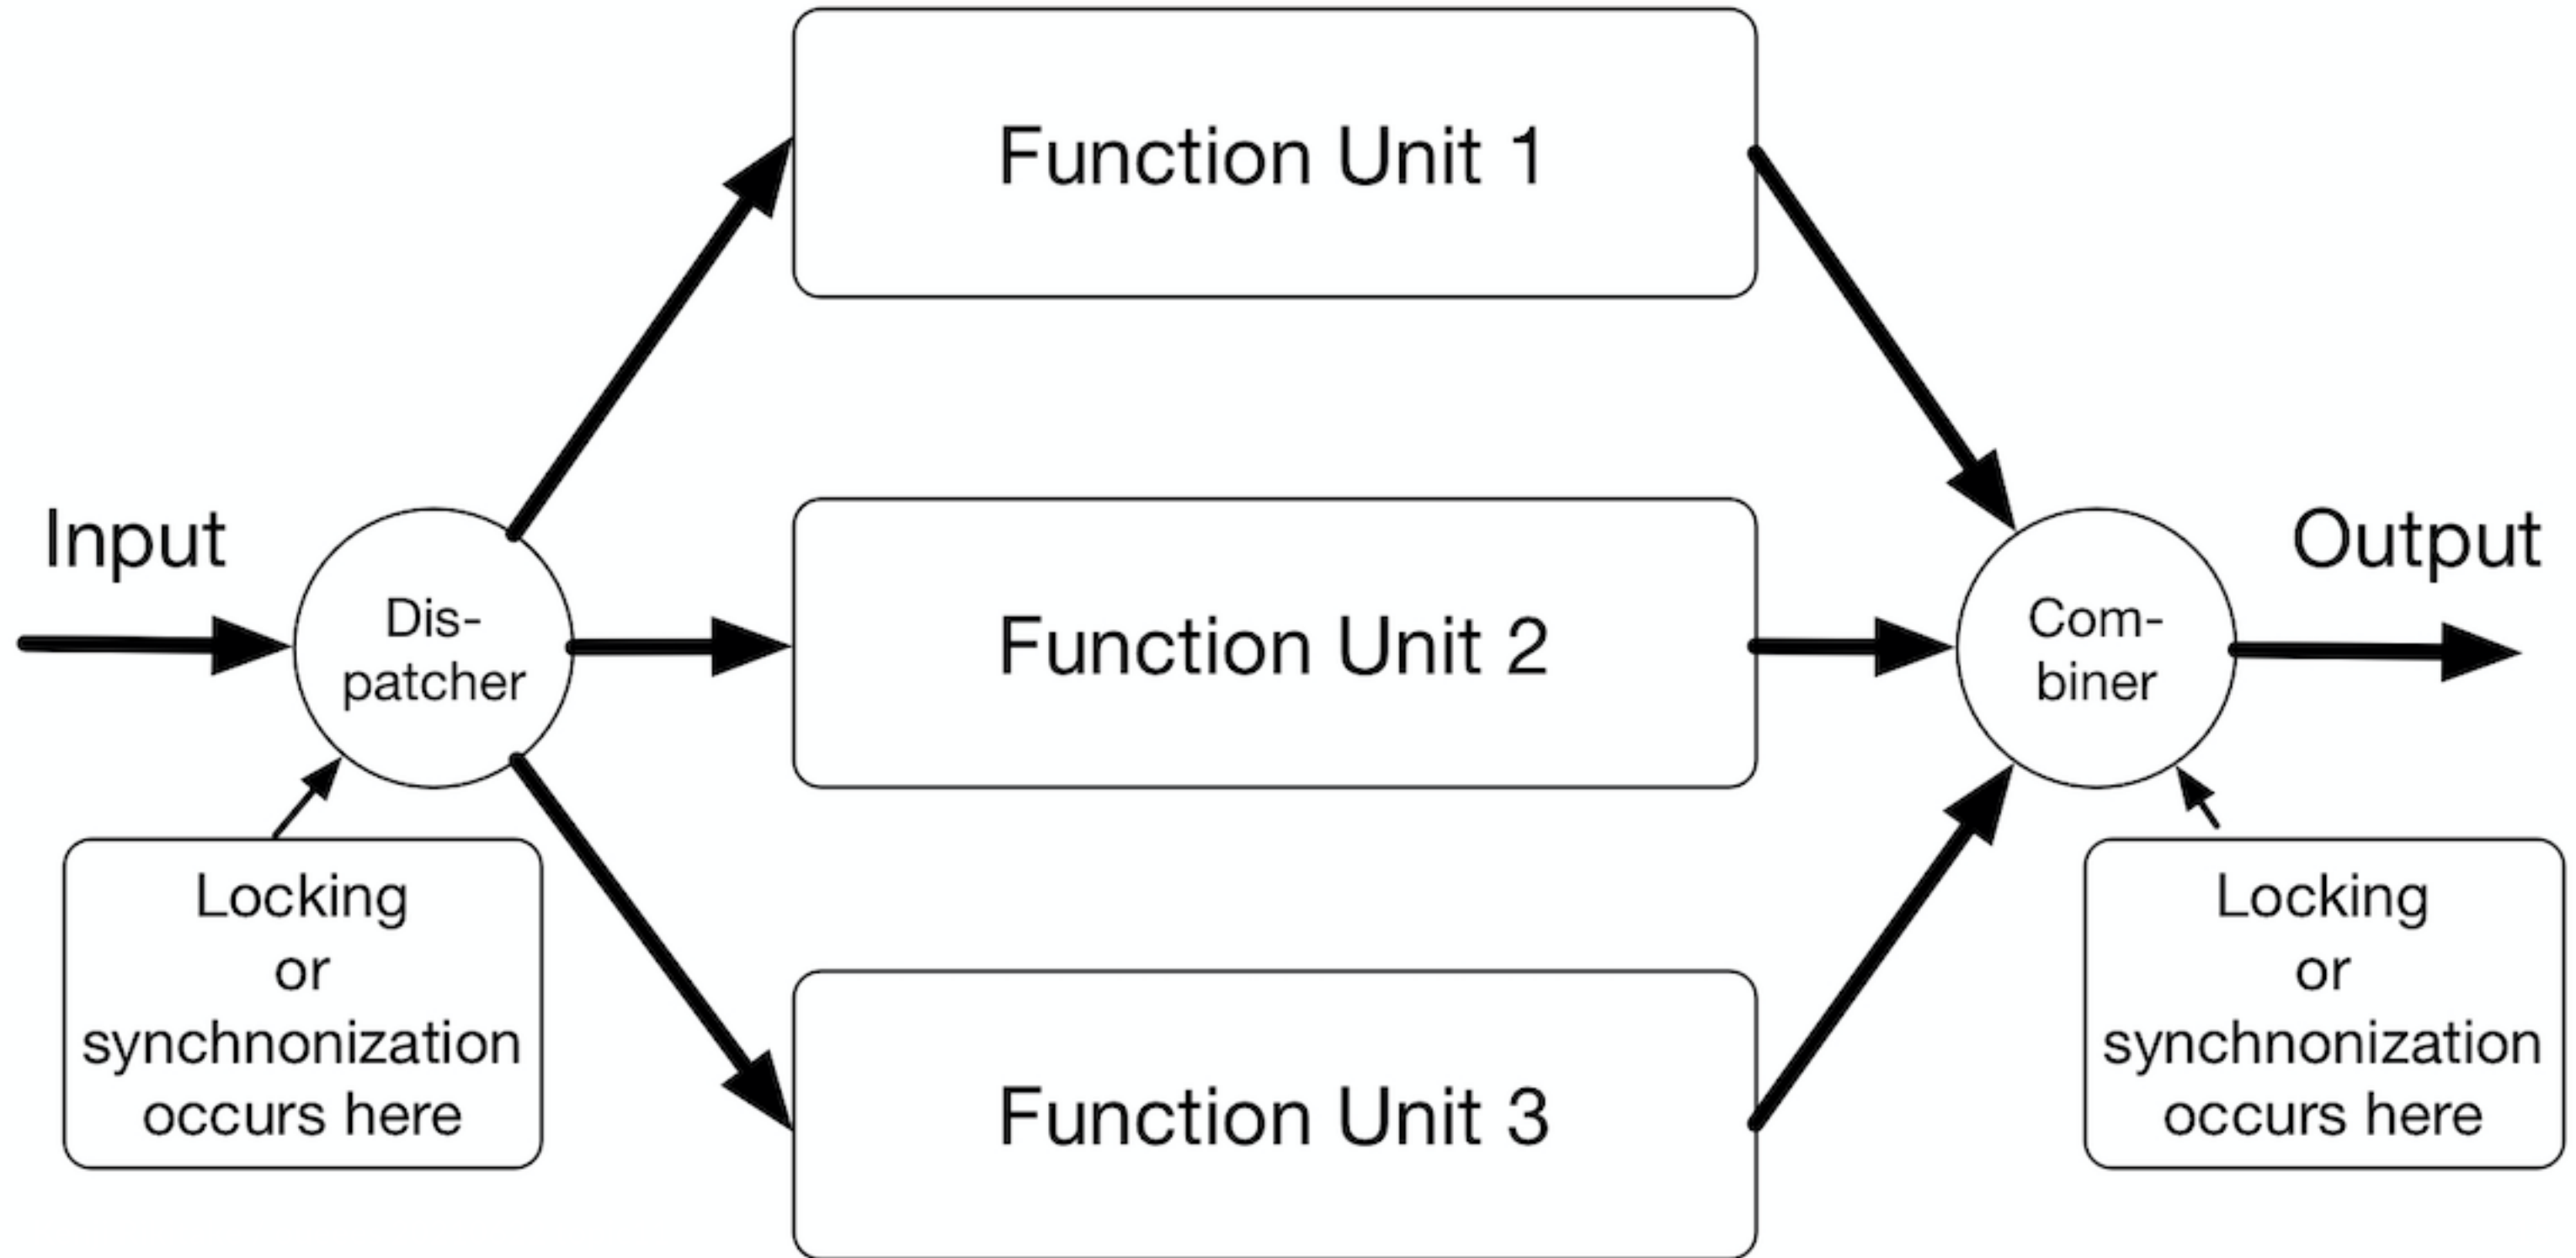 Function Unit 1
Input
Dis-
patcher
Function Unit 2
Com-
biner
Output
Locking
or
synchnonization
occurs here
Function Unit 3
Locking
or
synchnonization
occurs here